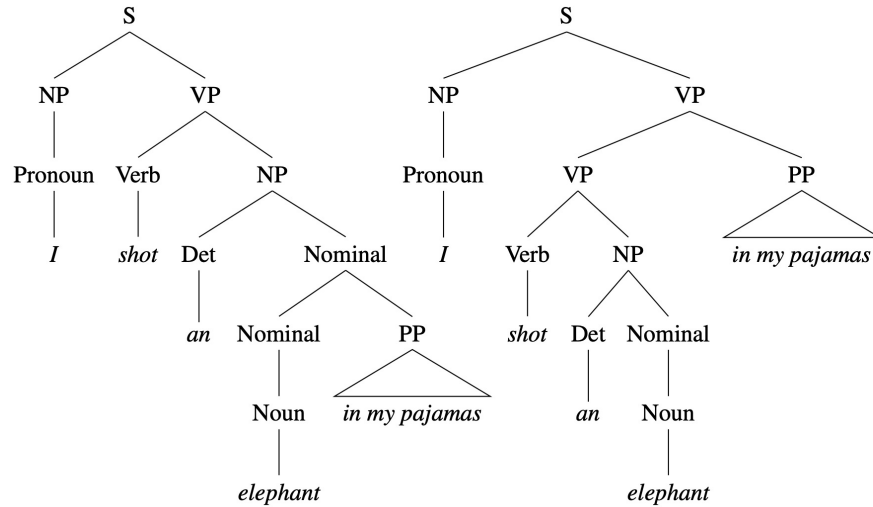 S S
NP VP NP VP
Pronoun Verb NP Pronoun VP PP
I shot Det Nominal I Verb NP in my pajamas
an Nominal PP shot Det Nominal
Noun in my pajamas an Noun
elephant elephant